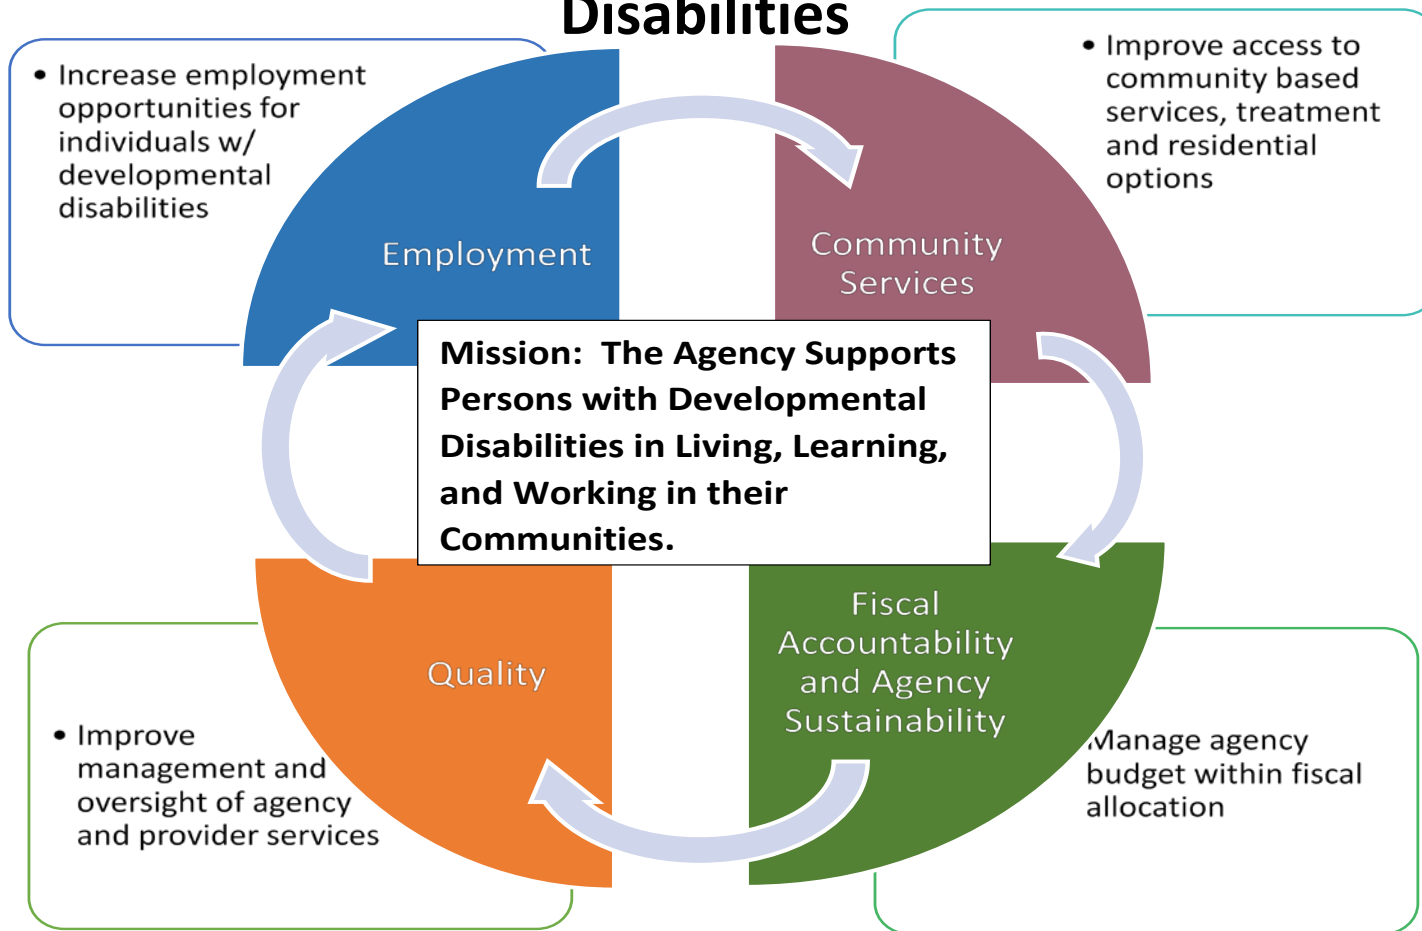 Disabilities
• Increase employment
opportunities for
individuals w/
developmental
disabilities
• Improve access to
community based
services, treatment
and residential
options
Employment
Community
Services
Mission: The Agency Supports
Persons with Developmental
Disabilities in Living, Learning,
and Working in their
Communities.
Quality
Fiscal
Accountability
and Agency
Sustainability
• Improve
management and
oversight of agency
and provider services
Manage agency
budget within fiscal
allocation